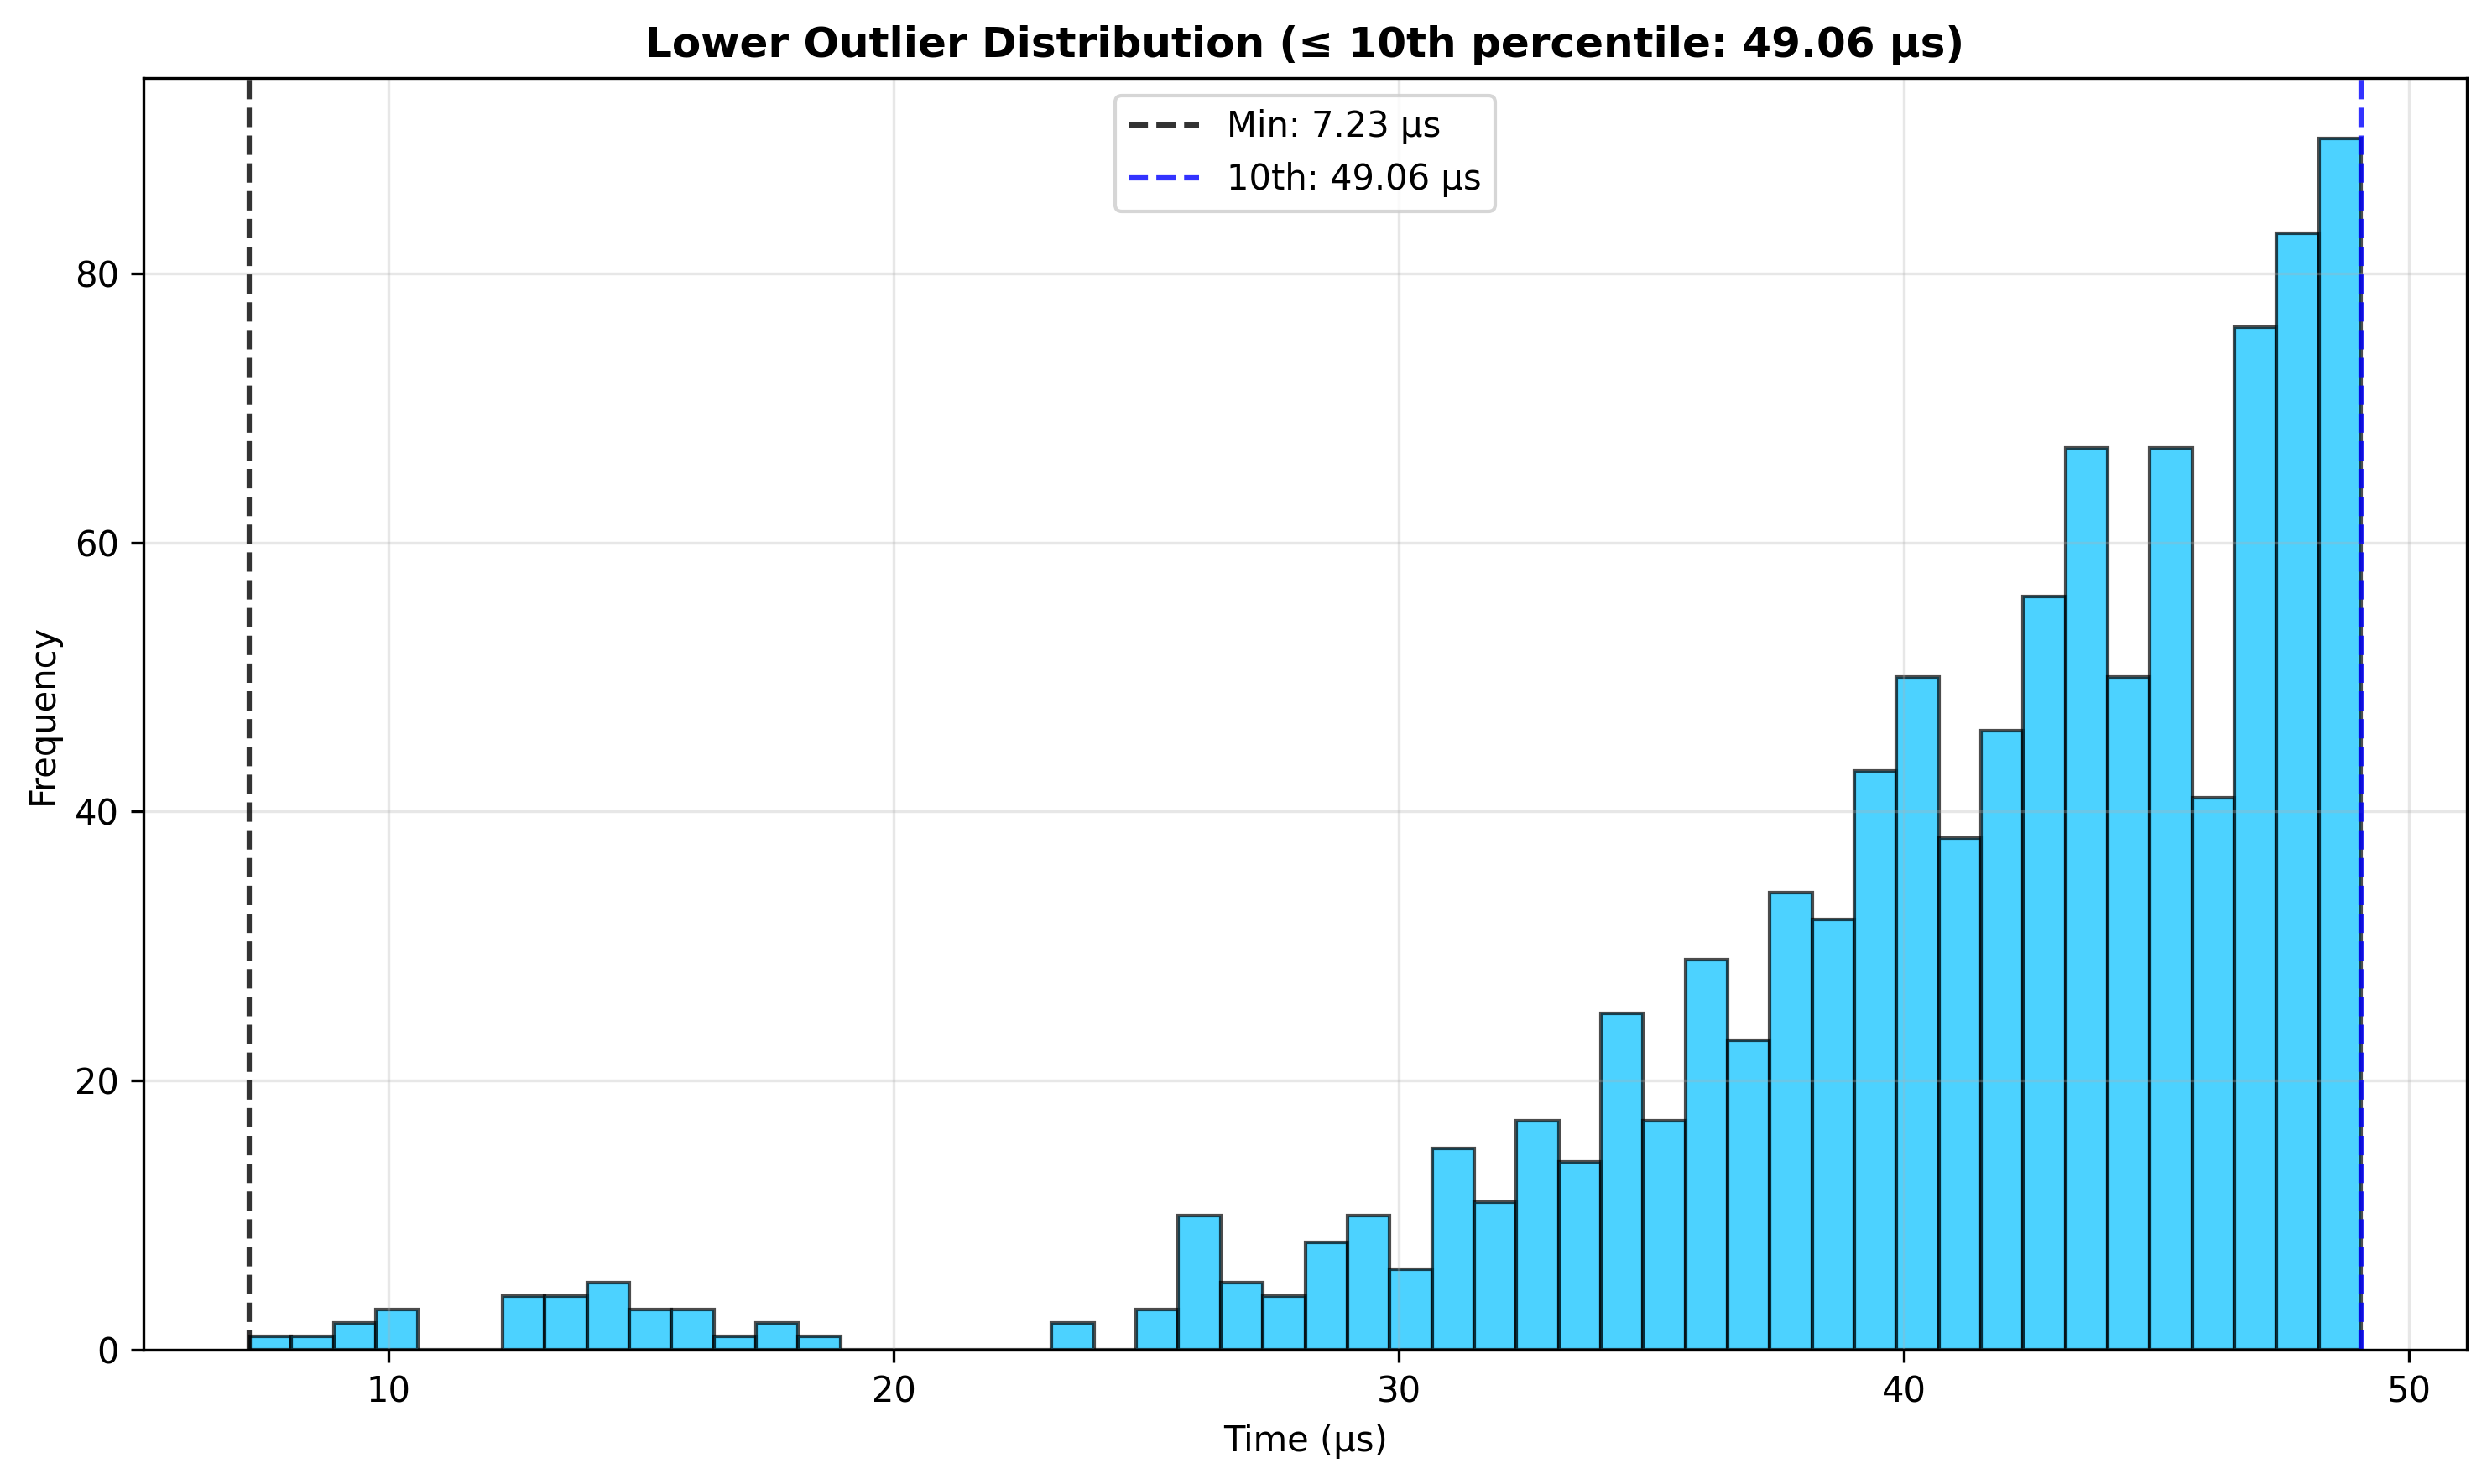 Lower Outlier Distribution (≤ 10th percentile: 49.06 µs)
Min: 7.23 µs
10th: 49.06 µs
80
60
40
20
0
Frequency
10 20 30 40 50
Time (µs)